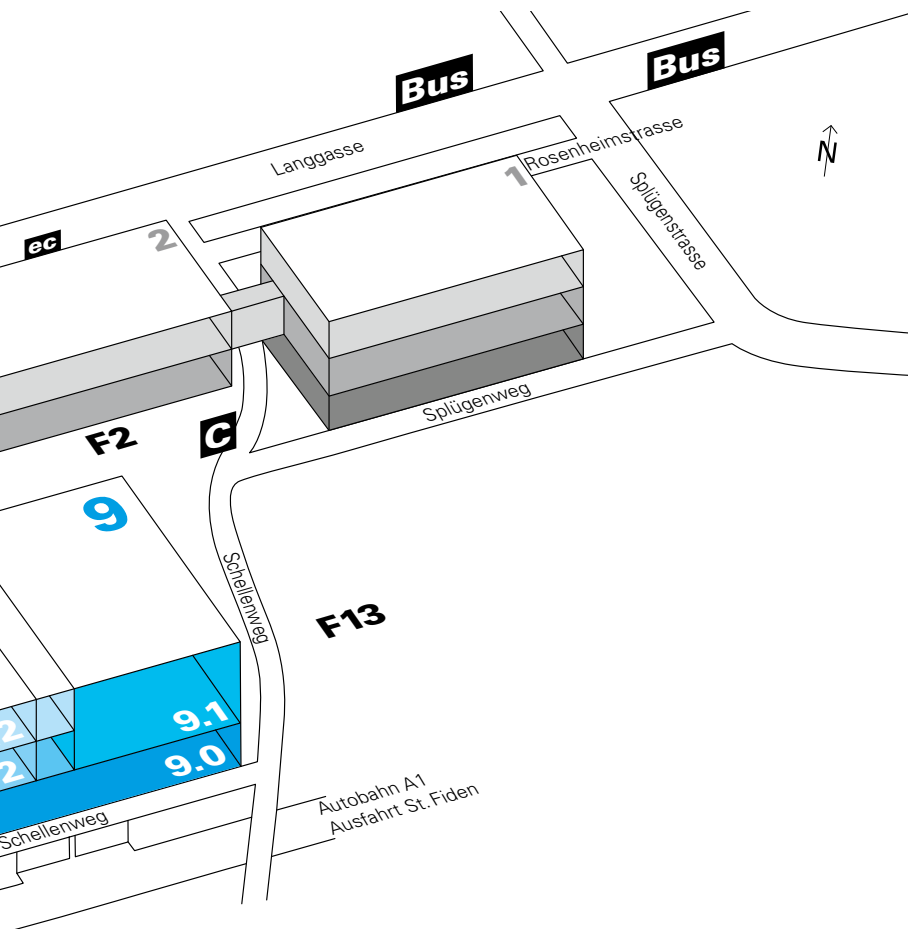 Bus
Bus
Langgasse
Rosenheimstrasse
N
1
Splügenstrasse
2
ec
Splügenweg
C
F2
9
Schellenweg
F13
9.1
2
9.0
2
Autobahn A1
Ausfahrt St. Fiden
Schellenweg